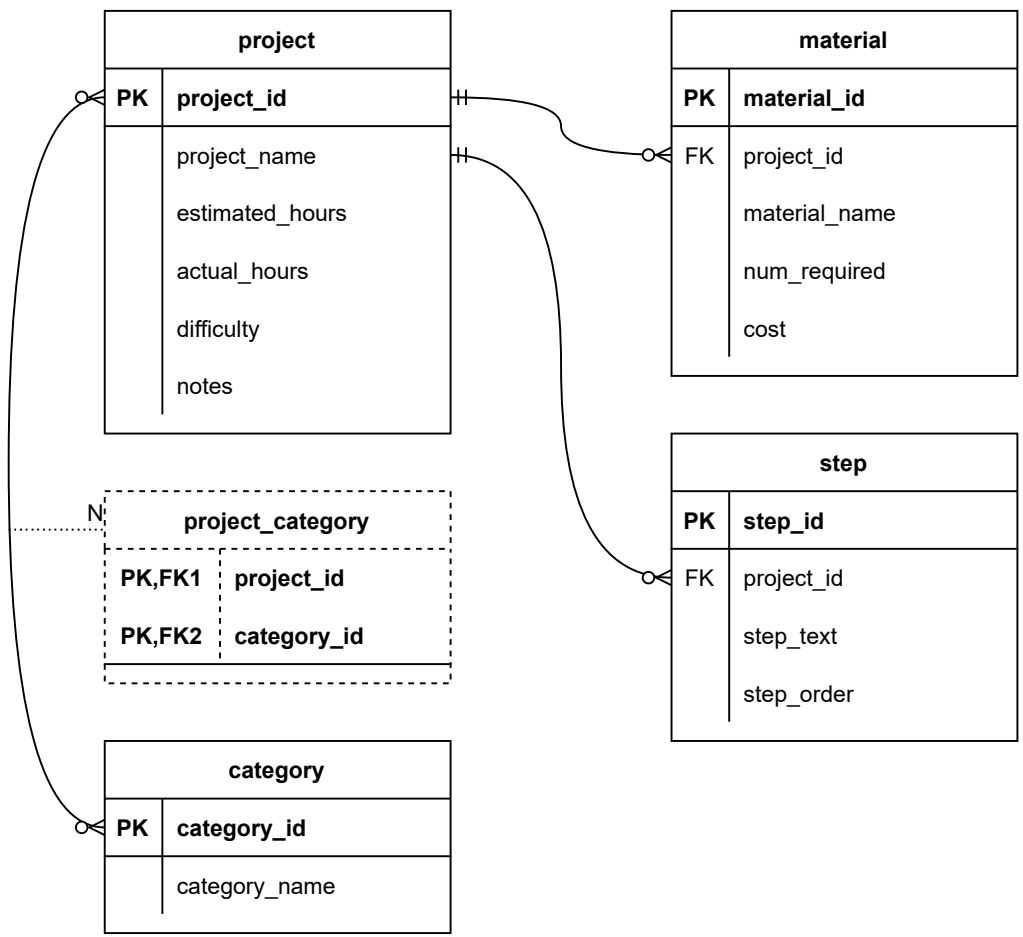 project
PK project_id
project_name
estimated_hours
actual_hours
difficulty
notes
material
PK material_id
FK project_id
material_name
num_required
cost
step
PK step_id
FK project_id
step_text
step_order
N
project_category
PK,FK1 project_id
PK,FK2 category_id
category
PK category_id
category_name